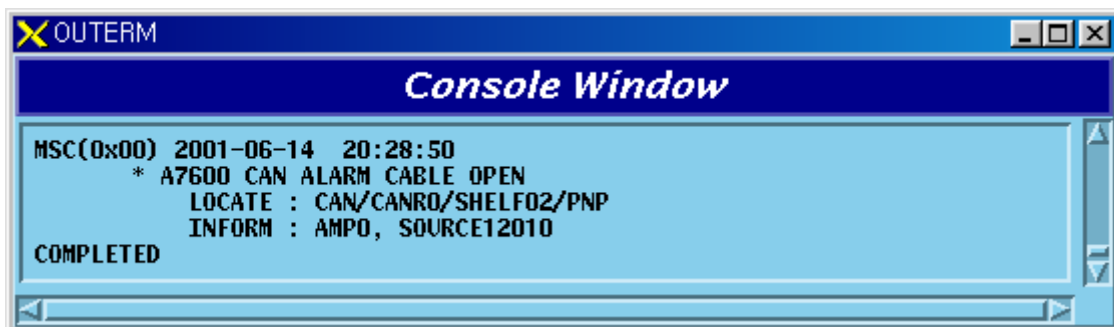 OUTERM
Console Window
MSC(0x00) 2001-06-14 20:28:50
* A7600 CAN ALARM CABLE OPEN
LOCATE : CAN/CANR0/SHELF02/PNP
INFORM : AMP0, SOURCE12010
COMPLETED